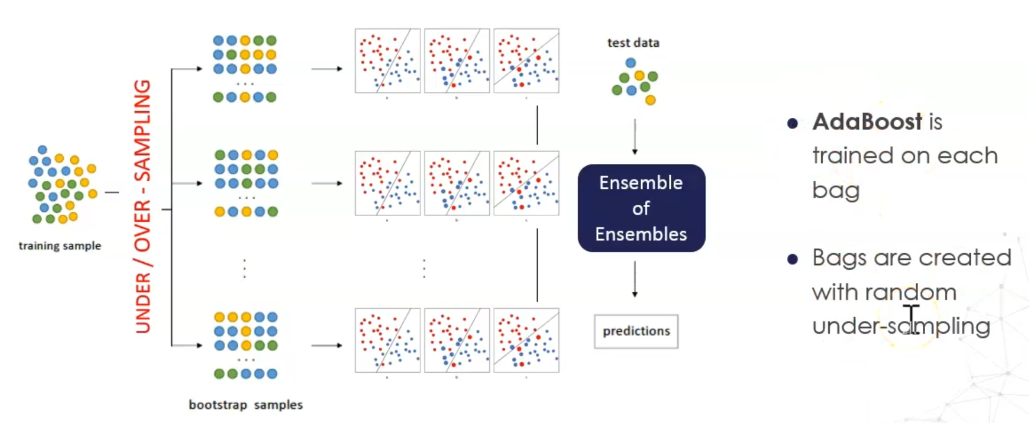 training sample
UNDER / OVER - SAMPLING
bootstrap samples
test data
Ensemble
of
Ensembles
predictions
• AdaBoost is
trained on each
bag
• Bags are created
with random
under-sampling